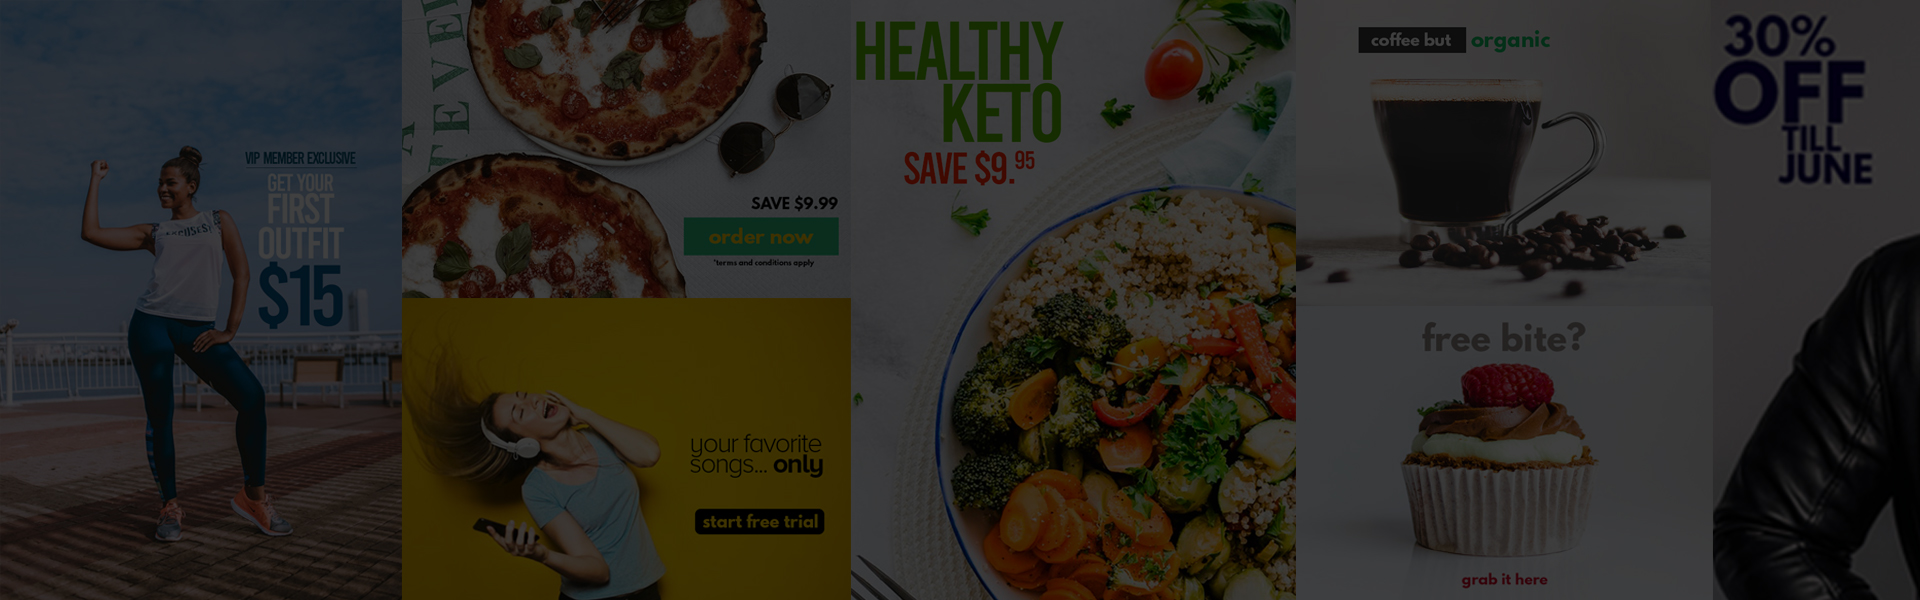 VIP MEMBER EXCLUSIVE
GET YOUR
FIRST
OUTFIT
$15
SAVE $9.99
order now
*terms and conditions apply
your favorite
songs... only
start free trial
HEALTHY
KETO
SAVE $9.95
coffee but organic
free bite?
grab it here
30%
OFF
TILL
JUNE